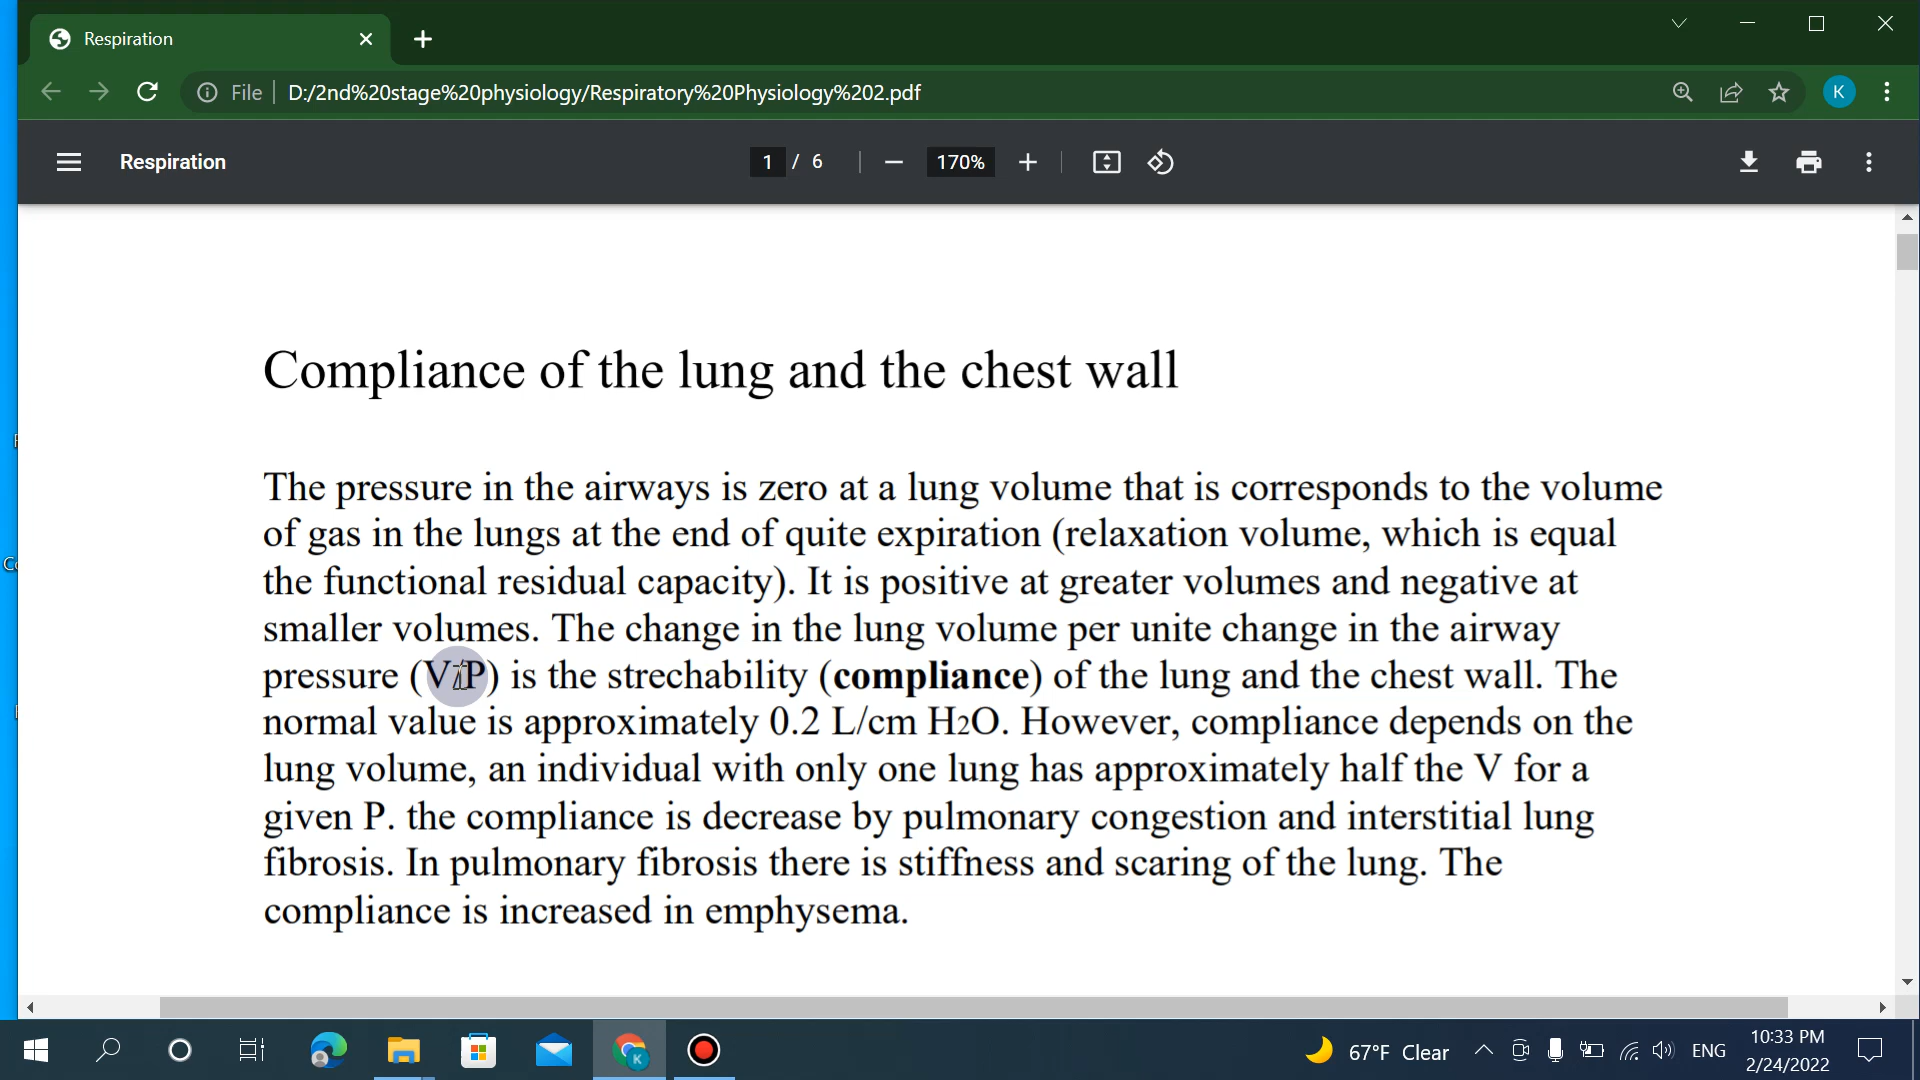 Respiration
File
D:/2nd%20stage%20physiology/Respiratory%20Physiology%202.pdf
K
Respiration
1 / 6
170%
Compliance of the lung and the chest wall
The pressure in the airways is zero at a lung volume that is corresponds to the volume
of gas in the lungs at the end of quite expiration (relaxation volume, which is equal
the functional residual capacity). It is positive at greater volumes and negative at
smaller volumes. The change in the lung volume per unite change in the airway
pressure (V/P) is the strechability (compliance) of the lung and the chest wall. The
normal value is approximately 0.2 L/cm H2O. However, compliance depends on the
lung volume, an individual with only one lung has approximately half the V for a
given P. the compliance is decrease by pulmonary congestion and interstitial lung
fibrosis. In pulmonary fibrosis there is stiffness and scaring of the lung. The
compliance is increased in emphysema.
K
67°F Clear
ENG
10:33 PM
2/24/2022